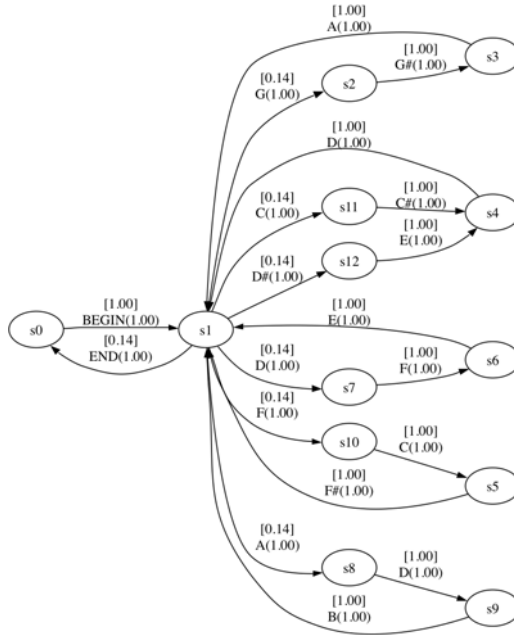 [1.00]
A(1.00)
[1.00]
G#(1.00)
s3
[0.14]
G(1.00)
s2
[1.00]
D(1.00)
[0.14]
C(1.00)
s11
[1.00]
C#(1.00)
s4
[1.00]
E(1.00)
[0.14]
D#(1.00)
s12
[1.00]
BEGIN(1.00)
s0
s1
[1.00]
E(1.00)
[0.14]
END(1.00)
[0.14]
D(1.00)
s7
[1.00]
F(1.00)
s6
[0.14]
F(1.00)
s10
[1.00]
C(1.00)
[1.00]
F#(1.00)
s5
[0.14]
A(1.00)
s8
[1.00]
D(1.00)
[1.00]
B(1.00)
s9